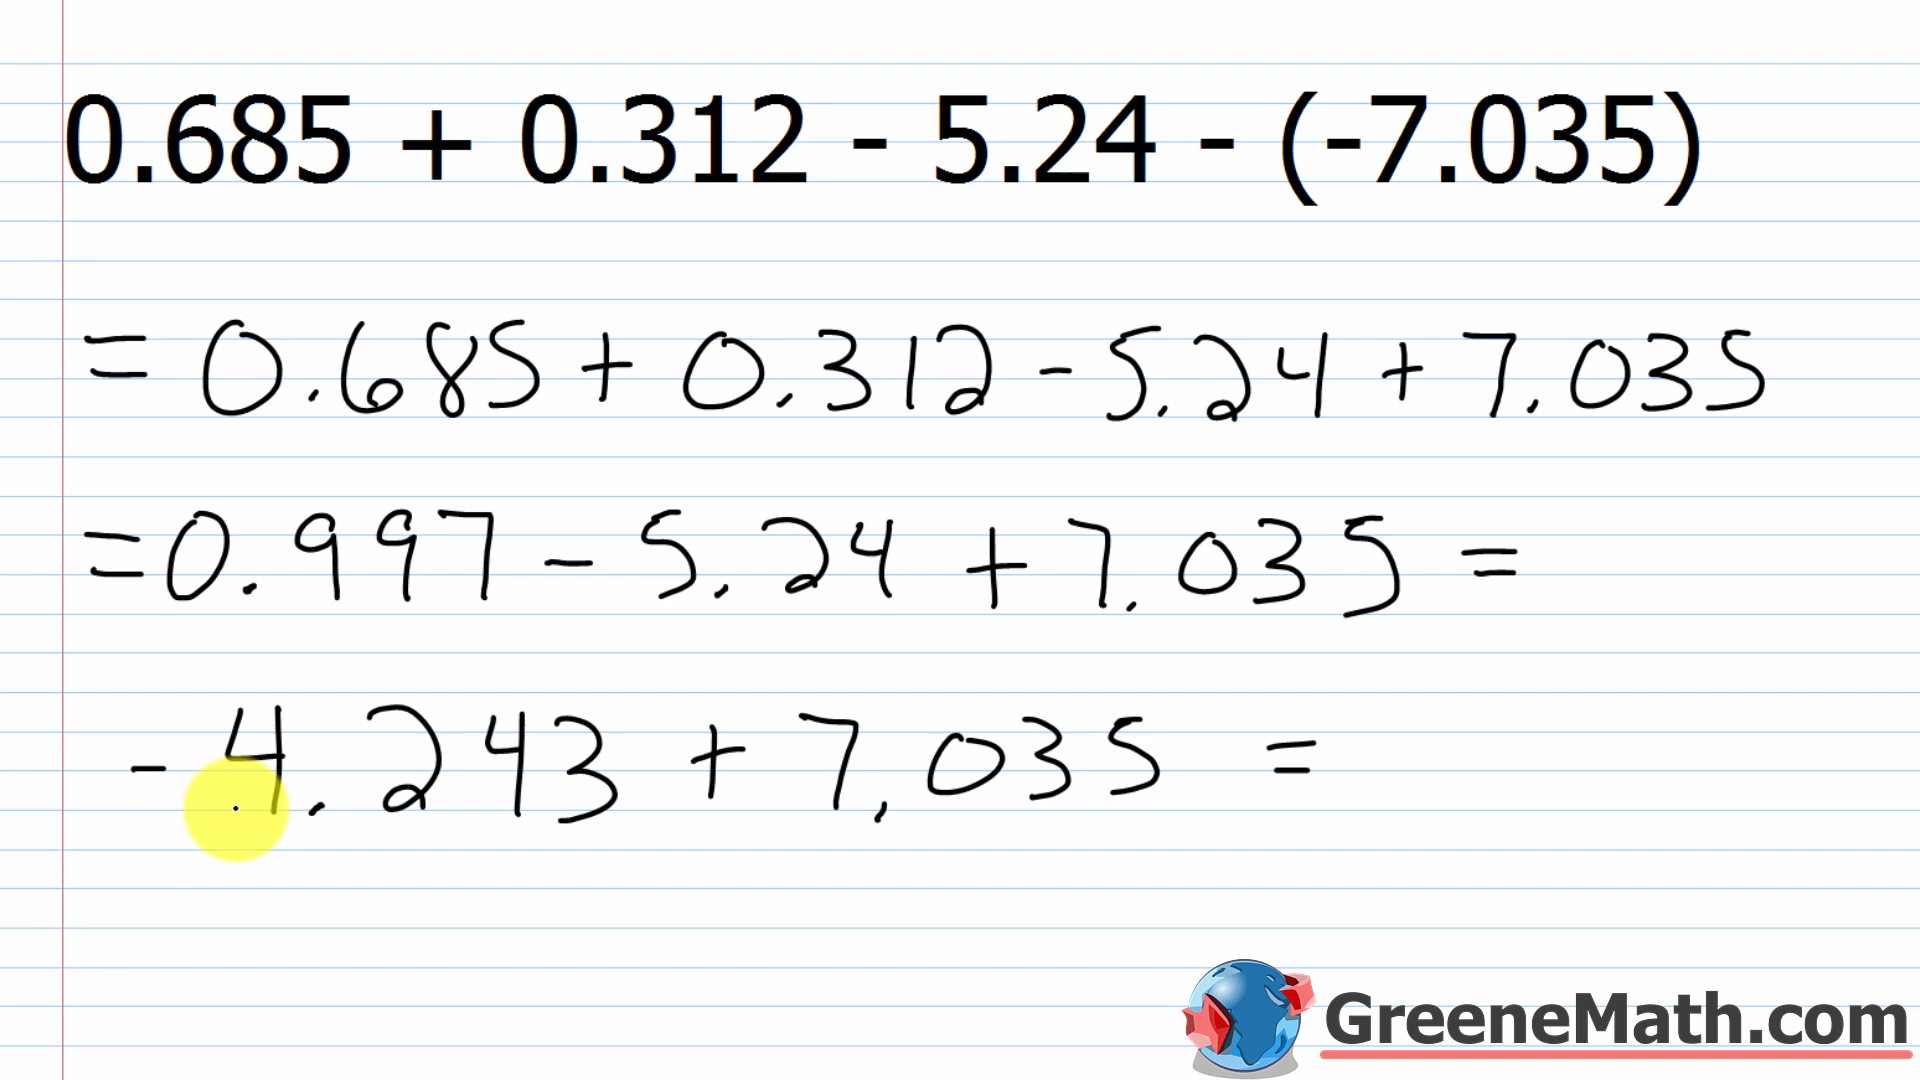 0.685 + 0.312 - 5.24 - (-7.035)
= 0.685 + 0.312 - 5.24 + 7.035
= 0.997 - 5.24 + 7.035 =
- 4.243 + 7.035 =
GreeneMath.com